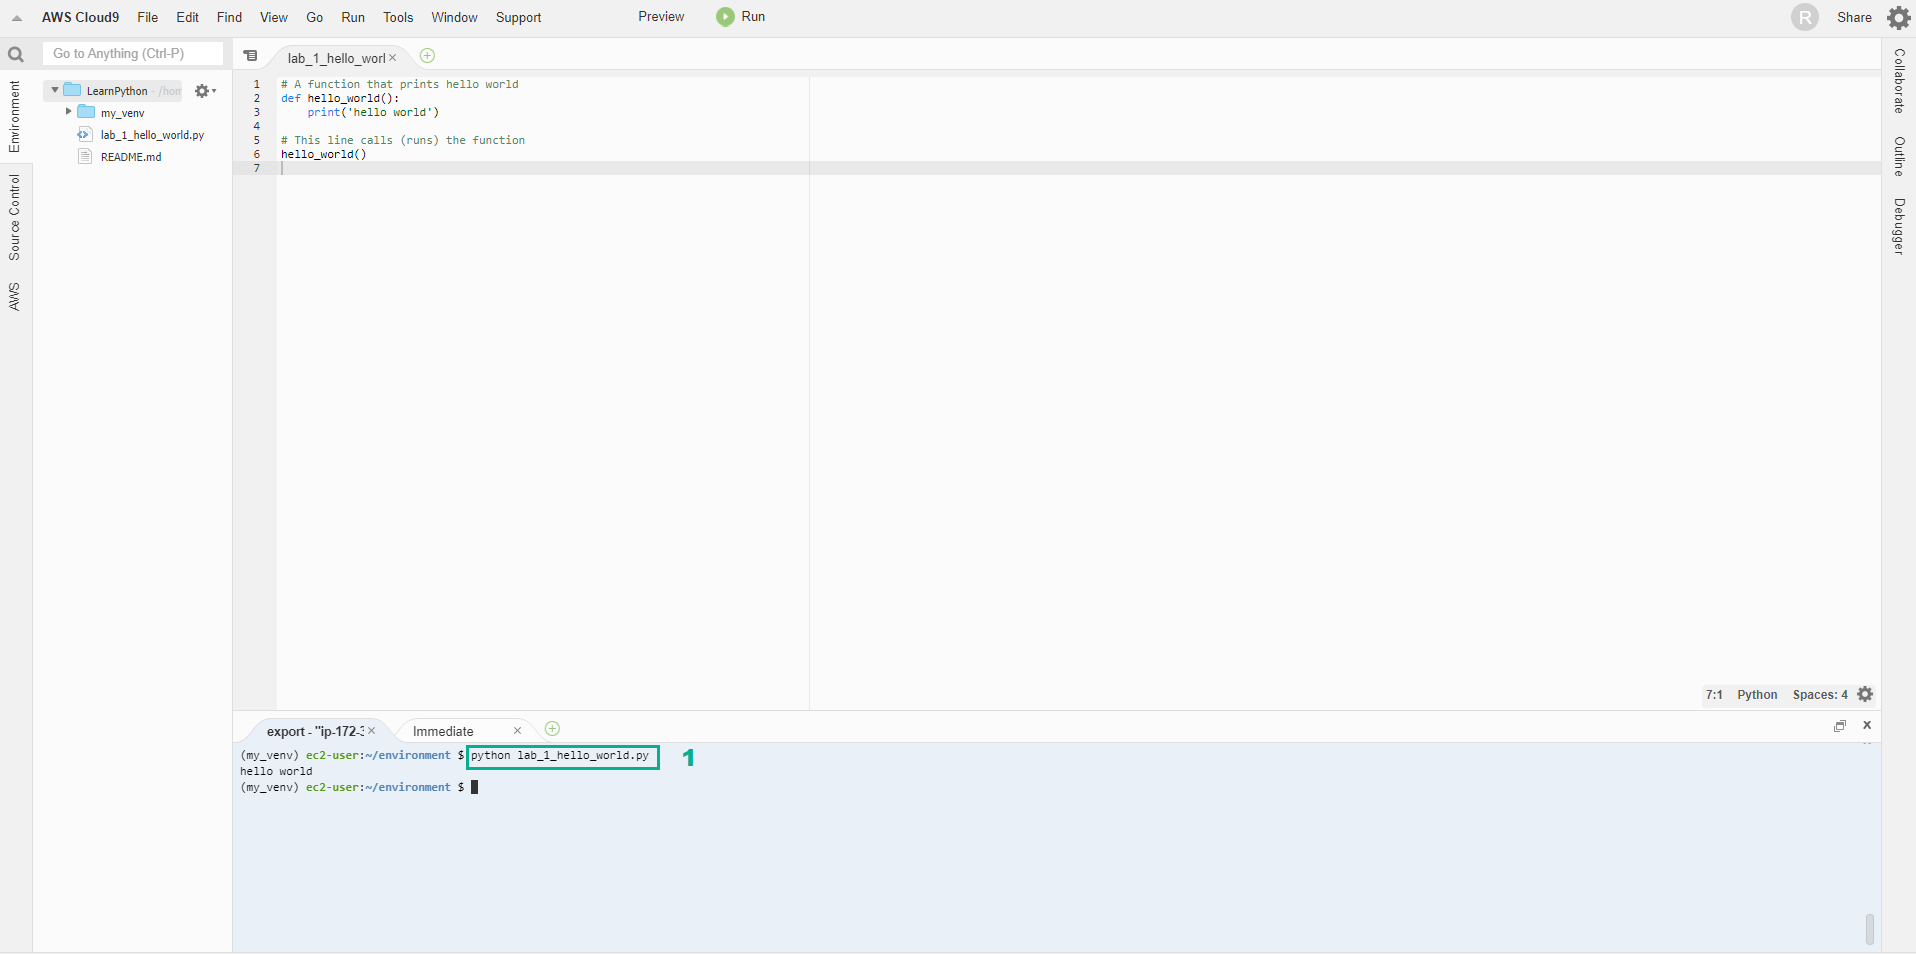 AWS Cloud9 File Edit Find View Go Run Tools Window Support Preview Run R Share
Go to Anything (Ctrl-P)
lab_1_hello_worl
Environment
Source Control
AWS
LearnPython - /hom
my_venv
lab_1_hello_world.py
README.md
1 # A function that prints hello world
2 def hello_world():
3     print('hello world')
4
5 # This line calls (runs) the function
6 hello_world()
7
Collaborate
Outline
Debugger
7:1 Python Spaces: 4
export - "ip-172-3 Immediate
(my_venv) ec2-user:~/environment $ python lab_1_hello_world.py 1
hello world
(my_venv) ec2-user:~/environment $